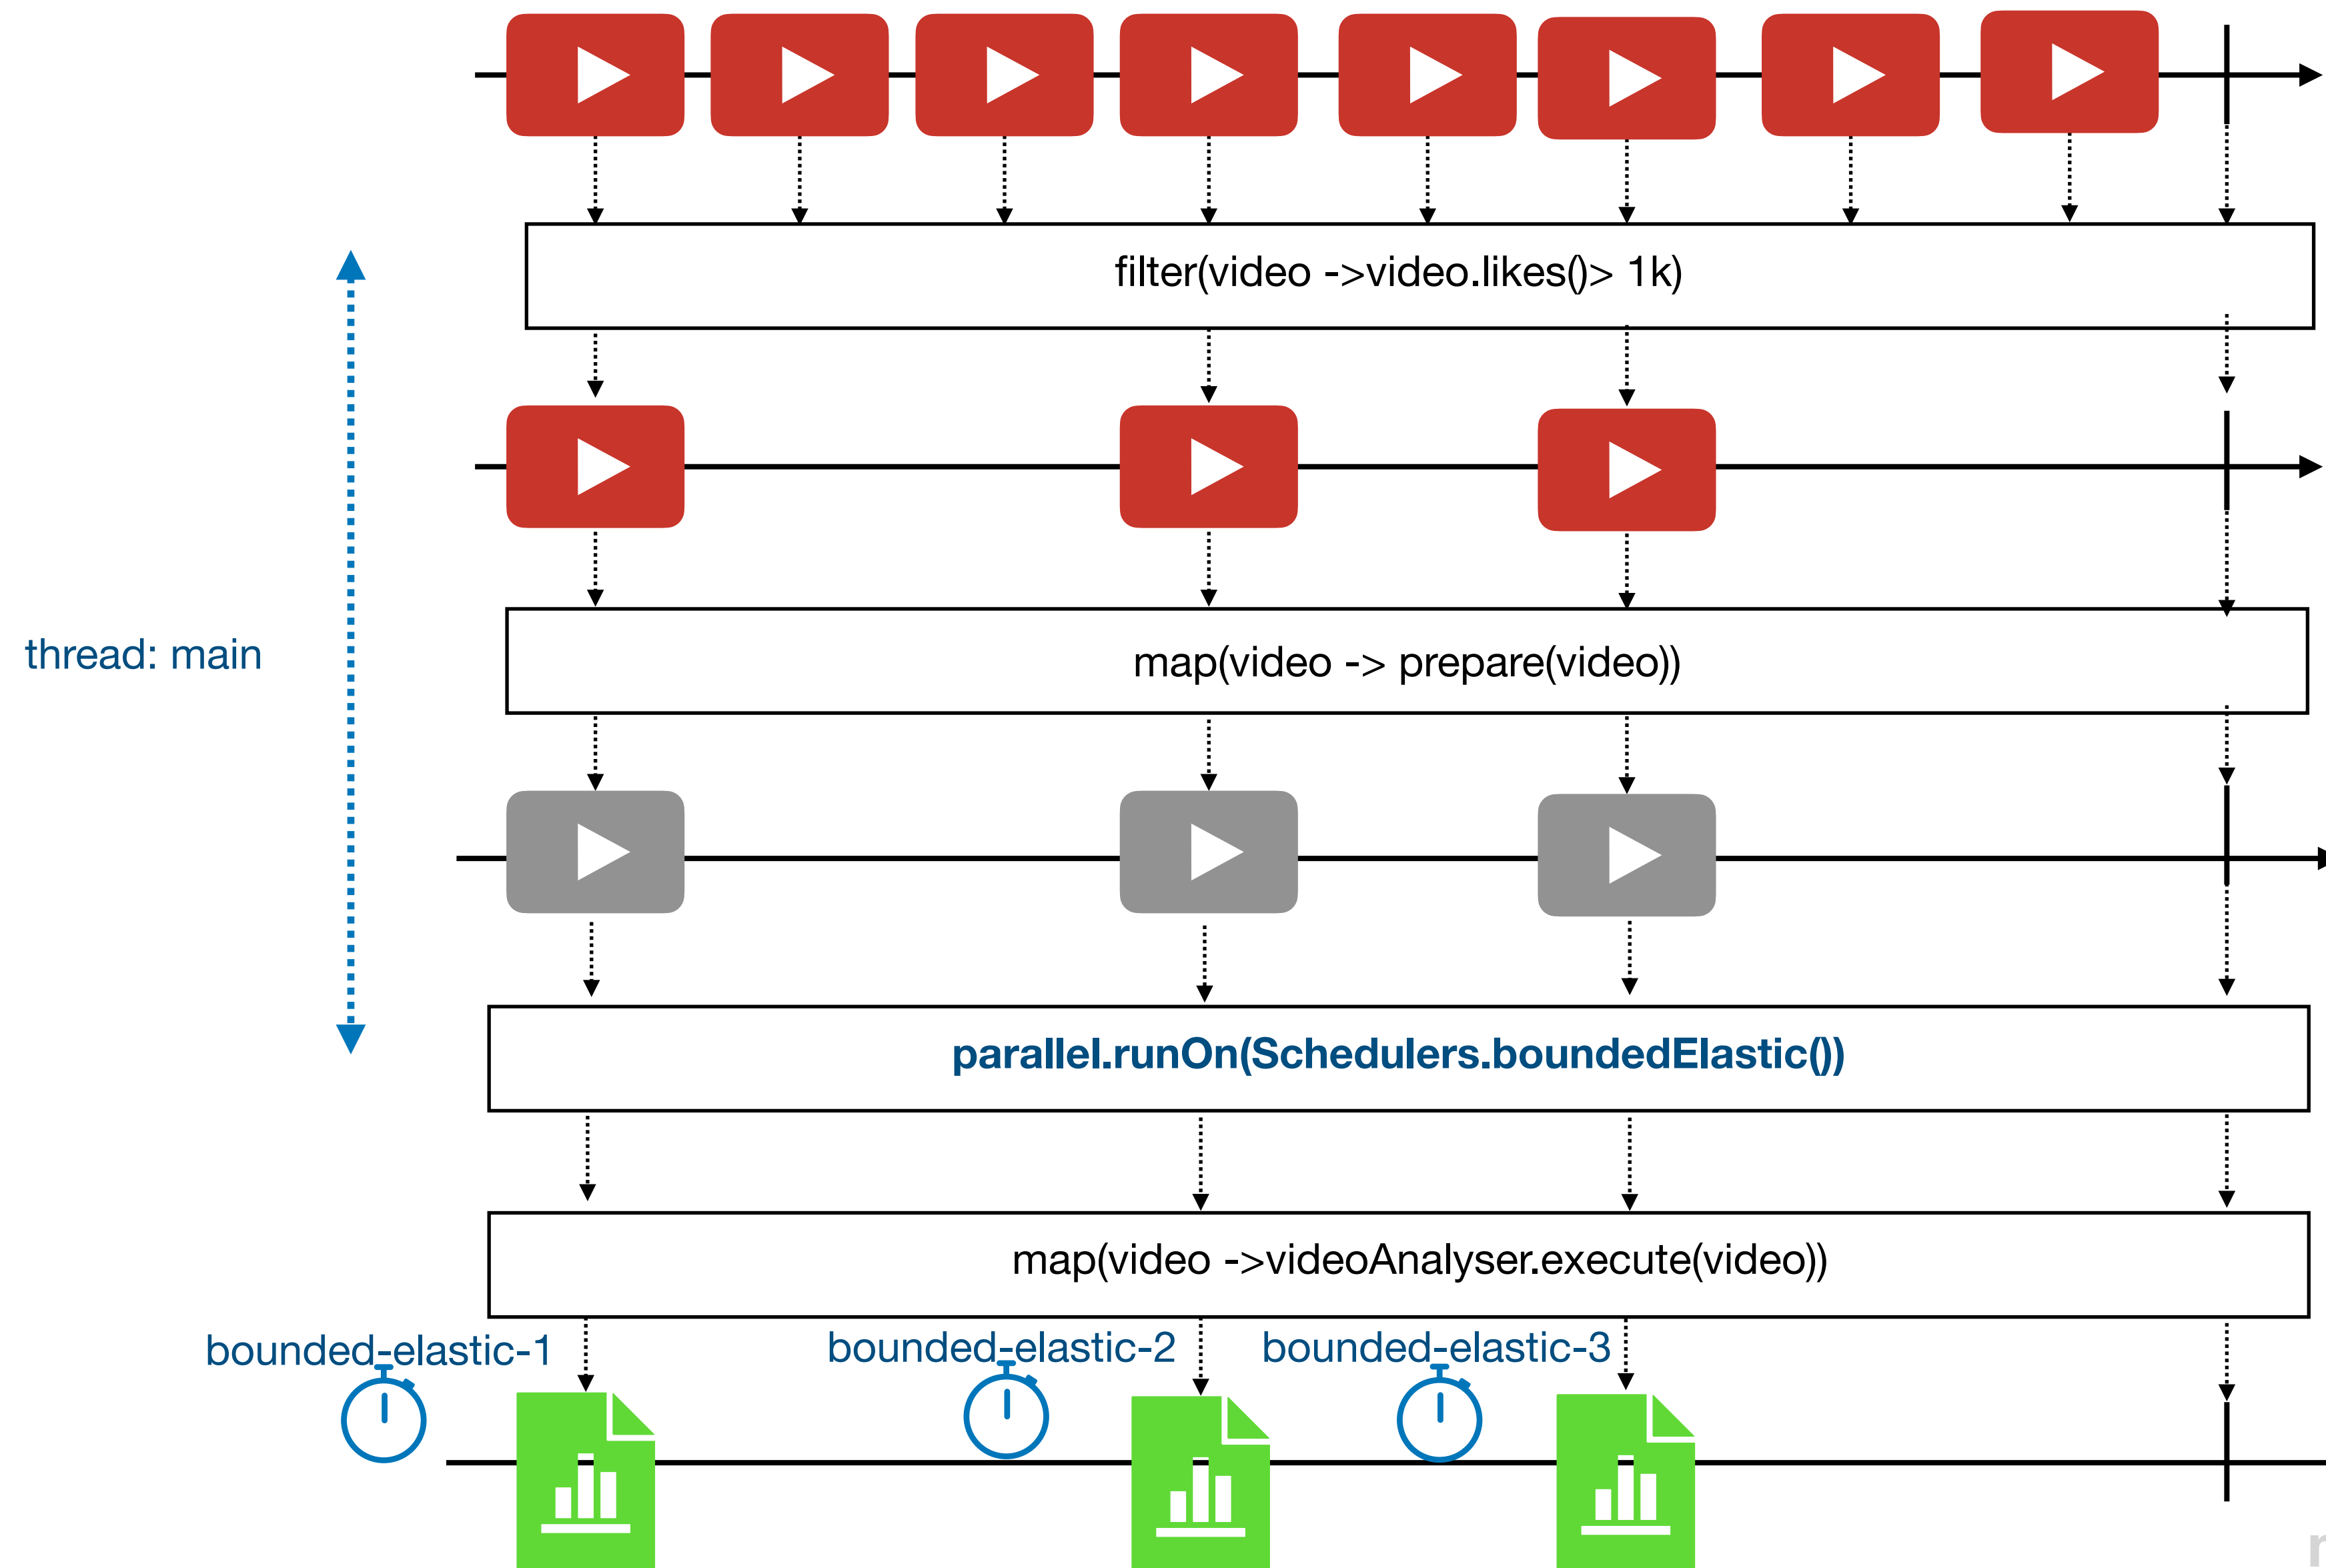 filter(video ->video.likes()> 1k)
thread: main
map(video -> prepare(video))
parallel.runOn(Schedulers.boundedElastic())
map(video ->videoAnalyser.execute(video))
bounded-elastic-1
bounded-elastic-2
bounded-elastic-3